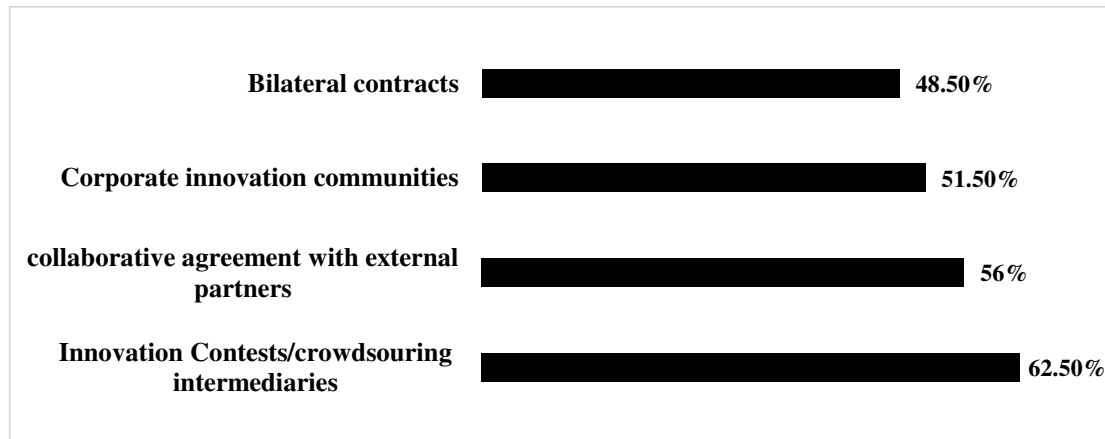 Bilateral contracts 48.50%
Corporate innovation communities 51.50%
collaborative agreement with external
partners 56%
Innovation Contests/crowdsouring
intermediaries 62.50%